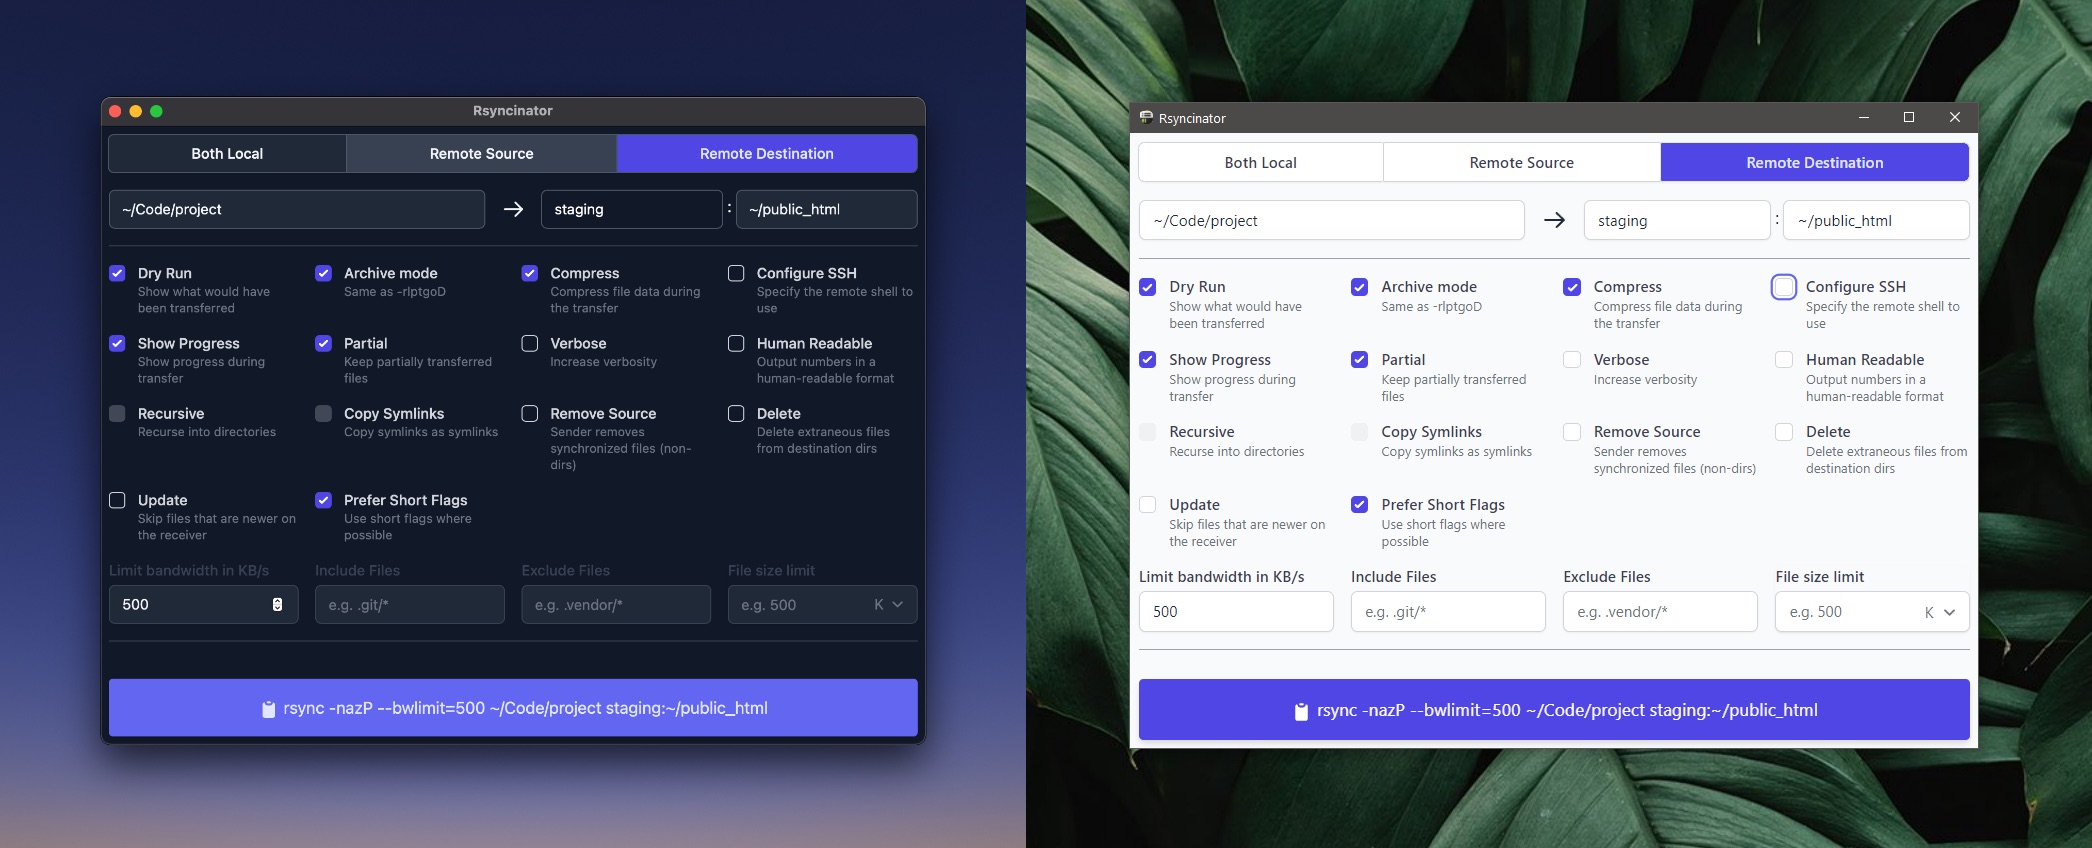 Rsyncinator
Both Local
Remote Source
Remote Destination
~/Code/project
staging
:
~/public_html
Dry Run
Show what would have
been transferred
Archive mode
Same as -rlptgoD
Compress
Compress file data during
the transfer
Configure SSH
Specify the remote shell to
use
Show Progress
Show progress during
transfer
Partial
Keep partially transferred
files
Verbose
Increase verbosity
Human Readable
Output numbers in a
human-readable format
Recursive
Recurse into directories
Copy Symlinks
Copy symlinks as symlinks
Remove Source
Sender removes
synchronized files (non-
dirs)
Delete
Delete extraneous files
from destination dirs
Update
Skip files that are newer on
the receiver
Prefer Short Flags
Use short flags where
possible
Limit bandwidth in KB/s
Include Files
Exclude Files
File size limit
500
e.g. .git/*
e.g. .vendor/*
e.g. 500
K
rsync -nazP --bwlimit=500 ~/Code/project staging:~/public_html
Rsyncinator
Both Local
Remote Source
Remote Destination
~/Code/project
staging
:
~/public_html
Dry Run
Show what would have
been transferred
Archive mode
Same as -rlptgoD
Compress
Compress file data during
the transfer
Configure SSH
Specify the remote shell to
use
Show Progress
Show progress during
transfer
Partial
Keep partially transferred
files
Verbose
Increase verbosity
Human Readable
Output numbers in a
human-readable format
Recursive
Recurse into directories
Copy Symlinks
Copy symlinks as symlinks
Remove Source
Sender removes
synchronized files (non-dirs)
Delete
Delete extraneous files from
destination dirs
Update
Skip files that are newer on
the receiver
Prefer Short Flags
Use short flags where
possible
Limit bandwidth in KB/s
Include Files
Exclude Files
File size limit
500
e.g. .git/*
e.g. .vendor/*
e.g. 500
K
rsync -nazP --bwlimit=500 ~/Code/project staging:~/public_html